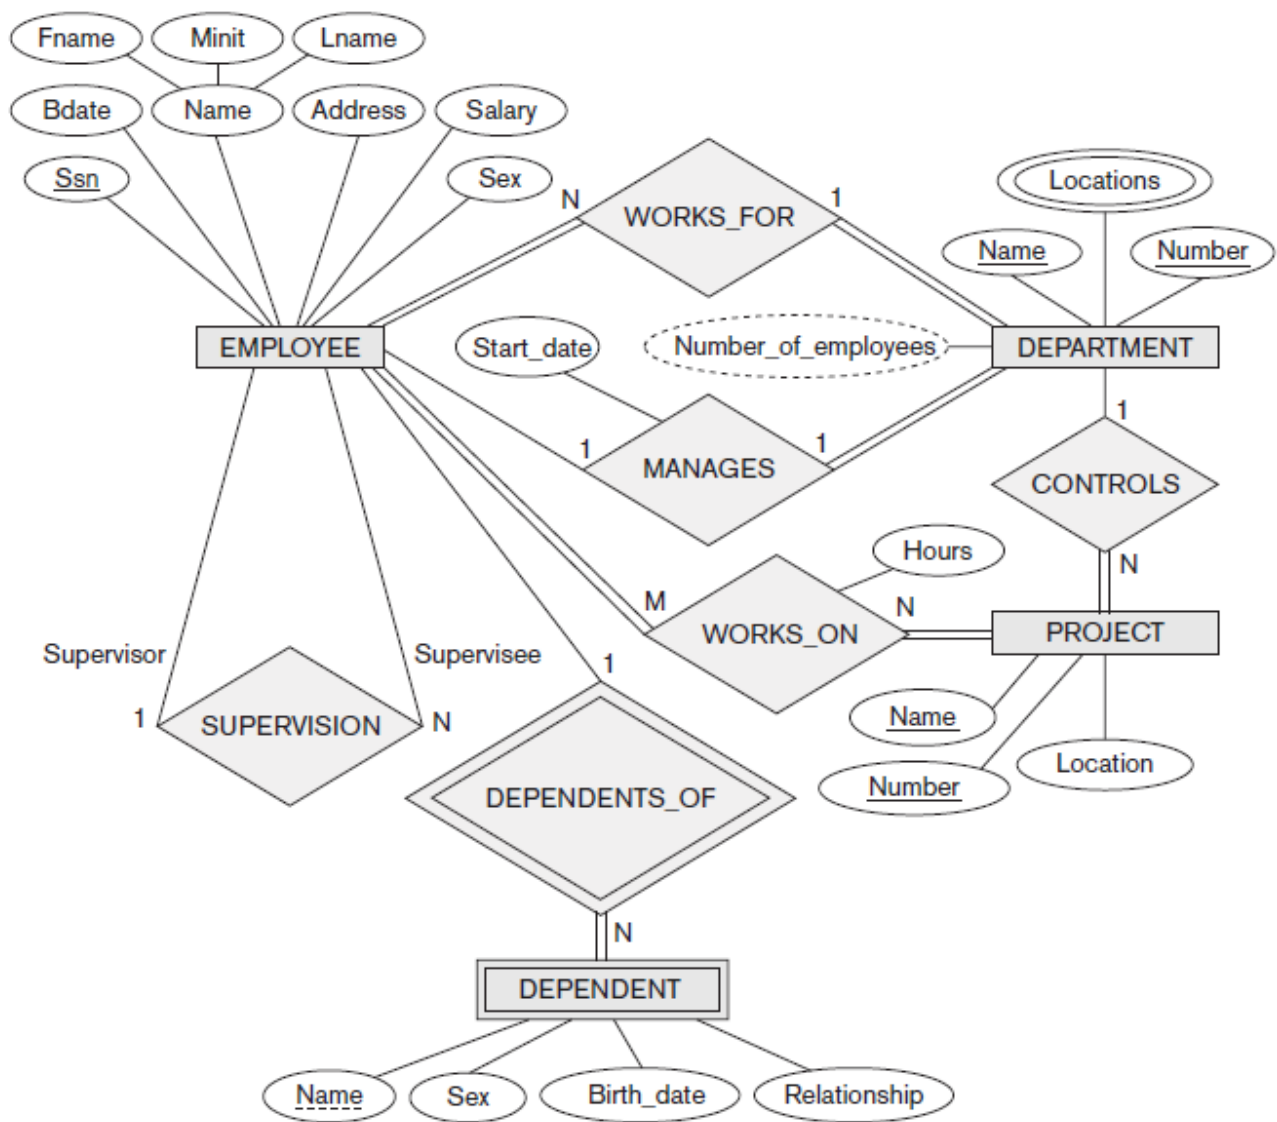 Fname
Minit
Lname
Bdate
Name
Address
Salary
Ssn
Sex
N
WORKS_FOR
1
Locations
Name
Number
EMPLOYEE
Start_date
Number_of_employees
DEPARTMENT
1
MANAGES
1
1
CONTROLS
N
Hours
M
WORKS_ON
N
PROJECT
Supervisor
Supervisee
1
SUPERVISION
N
1
Name
Number
Location
DEPENDENTS_OF
N
DEPENDENT
Name
Sex
Birth_date
Relationship